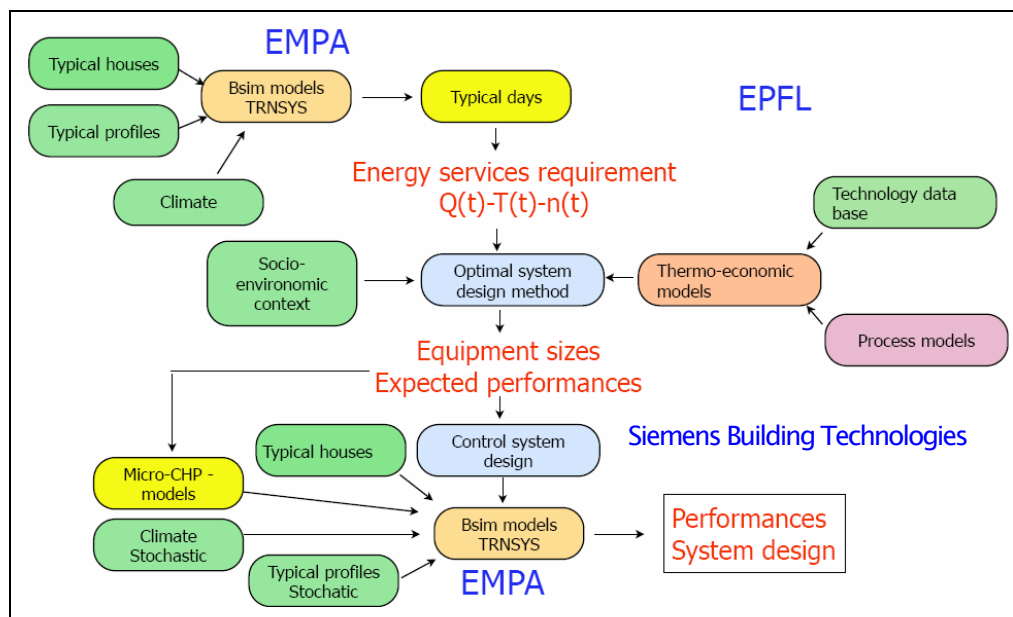 EMPA
Typical houses
Bsim models
TRNSYS
Typical days
EPFL
Typical profiles
Climate
Energy services requirement
Q(t)-T(t)-n(t)
Technology data
base
Socio-
environomic
context
Optimal system
design method
Thermo-economic
models
Process models
Equipment sizes
Expected performances
Siemens Building Technologies
Typical houses
Control system
design
Micro-CHP -
models
Climate
Stochastic
Bsim models
TRNSYS
Performances
System design
Typical profiles
Stochatic
EMPA